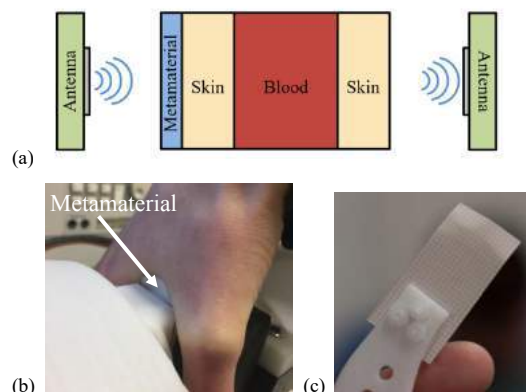 Antenna
Metamaterial
Skin
Blood
Skin
Antenna
(a)
Metamaterial
(b)
(c)